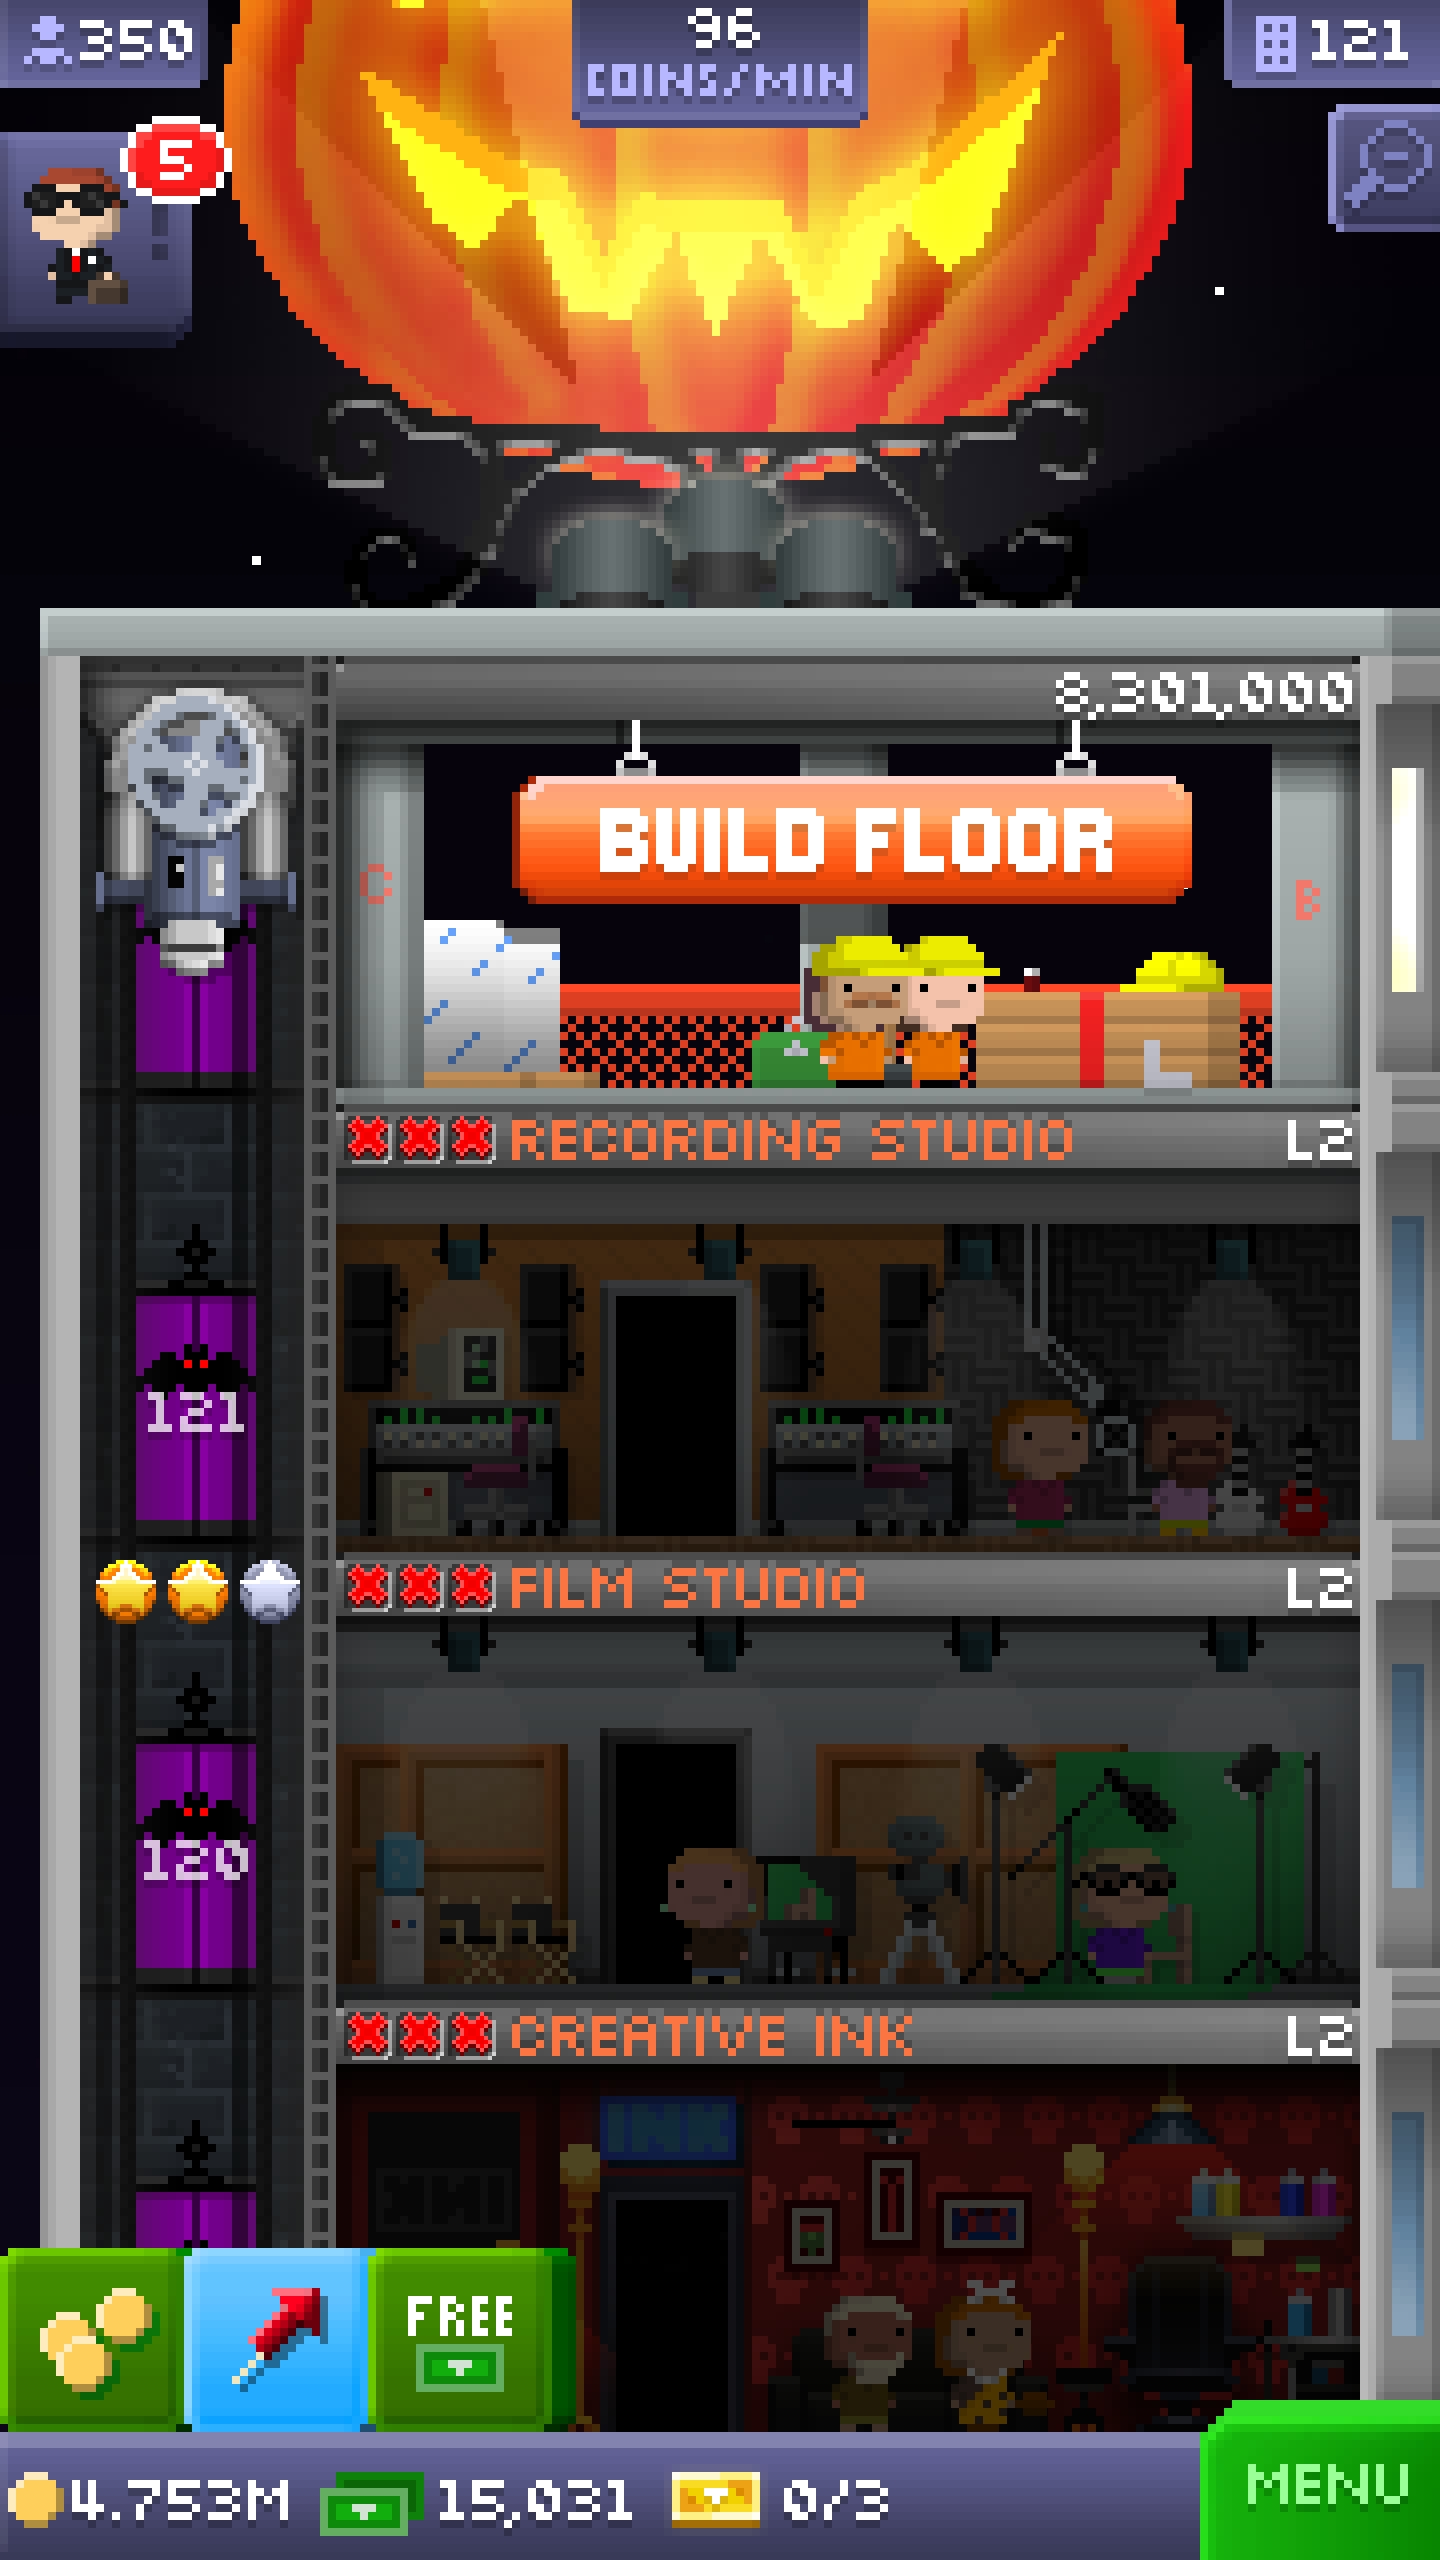 350
96
COINS/MIN
121
5
8,301,000
BUILD FLOOR
C
B
RECORDING STUDIO L2
121
FILM STUDIO L2
120
CREATIVE INK L2
INK
FREE
4.753M 15,031 0/3
MENU